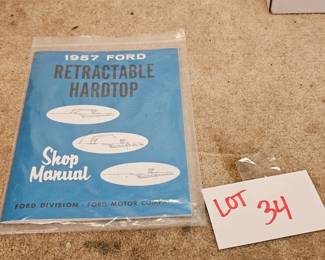 1957 FORD
RETRACTABLE
HARDTOP
Shop
Manual
FORD DIVISION - FORD MOTOR COMPANY
LOT 34